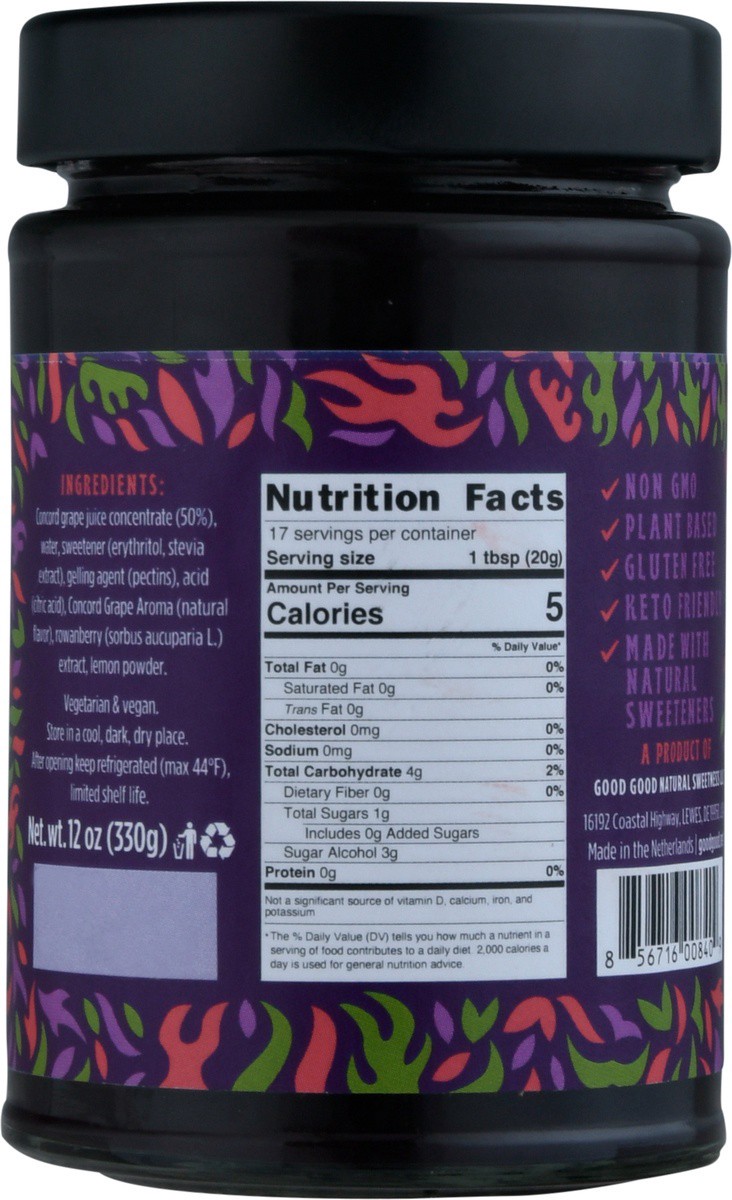 INGREDIENTS:
Concord grape juice concentrate (50%),
water, sweetener (erythritol, stevia
extract), gelling agent (pectins), acid
(citric acid), Concord Grape Aroma (natural
flavor), rowanberry (sorbus aucuparia L.)
extract, lemon powder.
Vegetarian & vegan.
Store in a cool, dark, dry place.
After opening keep refrigerated (max 44°F),
limited shelf life.
Net. wt. 12 oz (330g)
Nutrition Facts
17 servings per container
Serving size 1 tbsp (20g)
Amount Per Serving
Calories 5
% Daily Value*
Total Fat 0g 0%
Saturated Fat 0g 0%
Trans Fat 0g
Cholesterol 0mg 0%
Sodium 0mg 0%
Total Carbohydrate 4g 2%
Dietary Fiber 0g 0%
Total Sugars 1g
Includes 0g Added Sugars
Sugar Alcohol 3g
Protein 0g 0%
Not a significant source of vitamin D, calcium, iron, and
potassium
*The % Daily Value (DV) tells you how much a nutrient in a
serving of food contributes to a daily diet. 2,000 calories a
day is used for general nutrition advice.
✓ NON GMO
✓ PLANT BASED
✓ GLUTEN FREE
✓ KETO FRIENDLY
✓ MADE WITH
NATURAL
SWEETENERS
A PRODUCT OF
GOOD GOOD NATURAL SWEETNESS
16192 Coastal Highway, LEWES, DE
Made in the Netherlands |
8 56716 00840